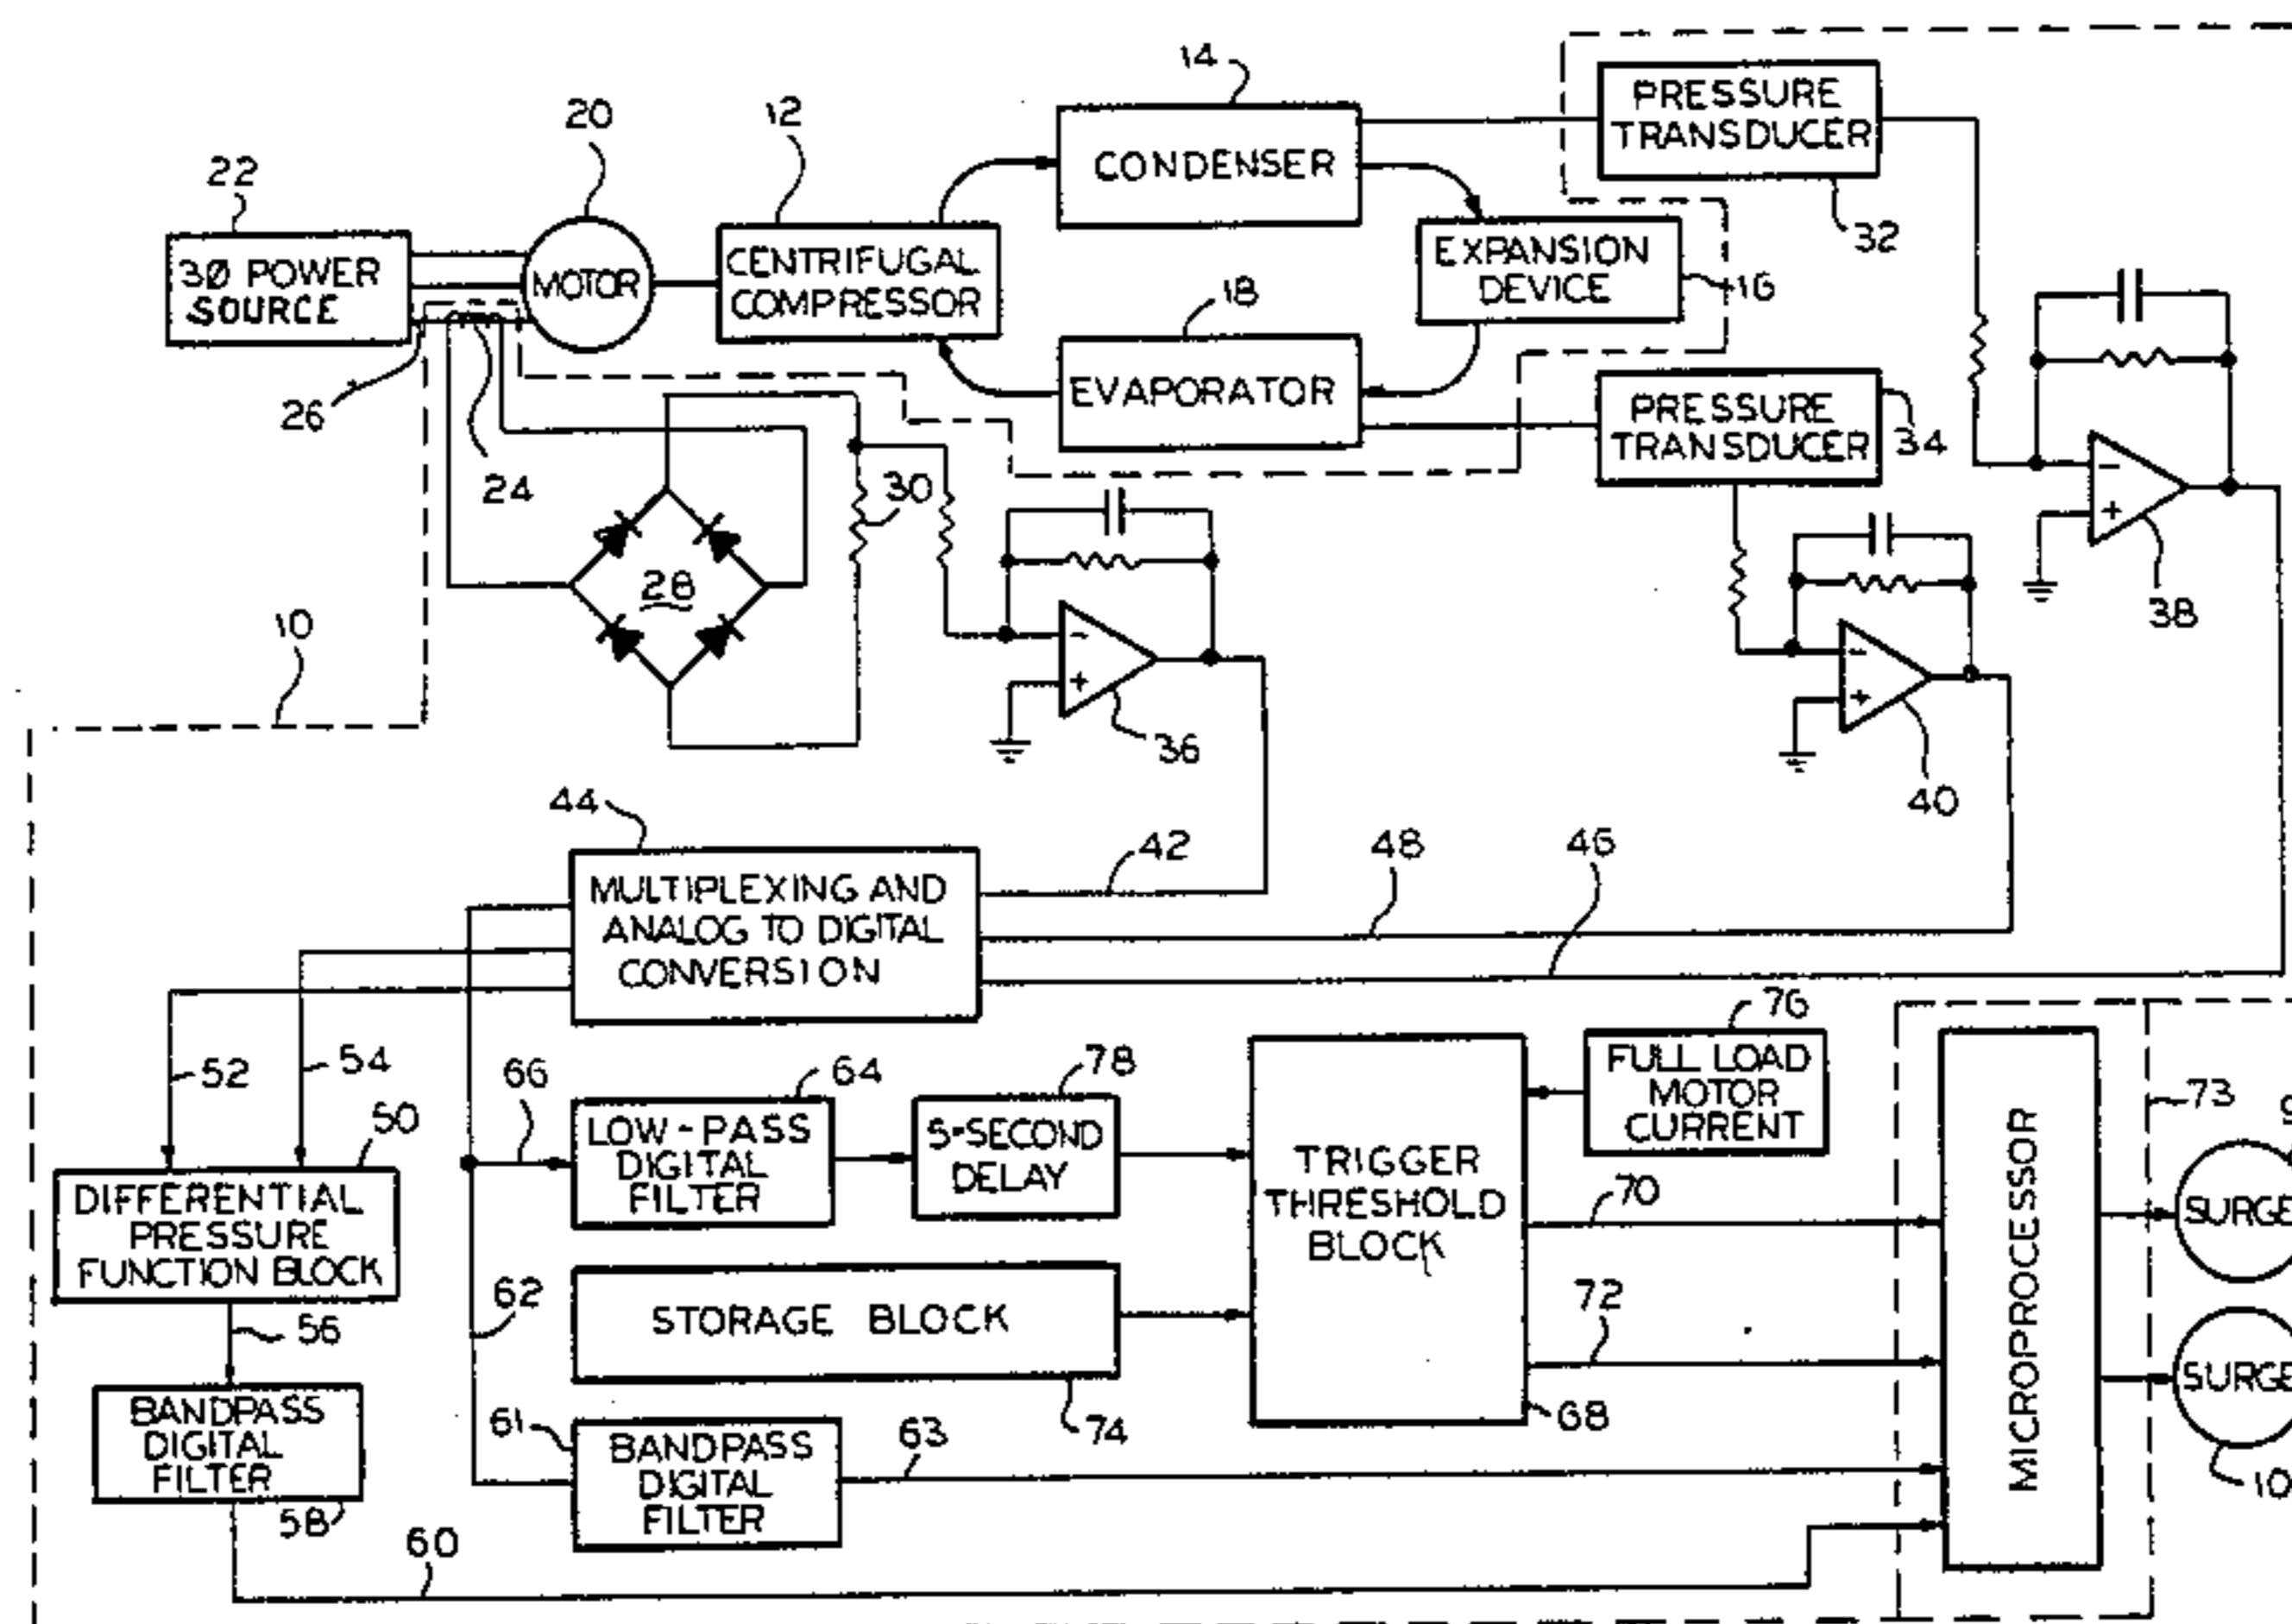 14
PRESSURE
TRANSDUCER
20
12
CONDENSER
22
32
3Ø POWER
SOURCE
MOTOR
CENTRIFUGAL
COMPRESSOR
EXPANSION
DEVICE
16
18
EVAPORATOR
PRESSURE
TRANSDUCER
34
26
24
30
-
+
38
28
10
-
+
36
-
+
40
44
42
48
46
MULTIPLEXING AND
ANALOG TO DIGITAL
CONVERSION
76
FULL LOAD
MOTOR
CURRENT
52
54
66
64
78
73
50
LOW-PASS
DIGITAL
FILTER
5-SECOND
DELAY
TRIGGER
THRESHOLD
BLOCK
70
MICROPROCESSOR
SURGE
DIFFERENTIAL
PRESSURE
FUNCTION BLOCK
62
STORAGE BLOCK
72
56
SURGE
BANDPASS
DIGITAL
FILTER
61
74
68
BANDPASS
DIGITAL
FILTER
63
58
60
10